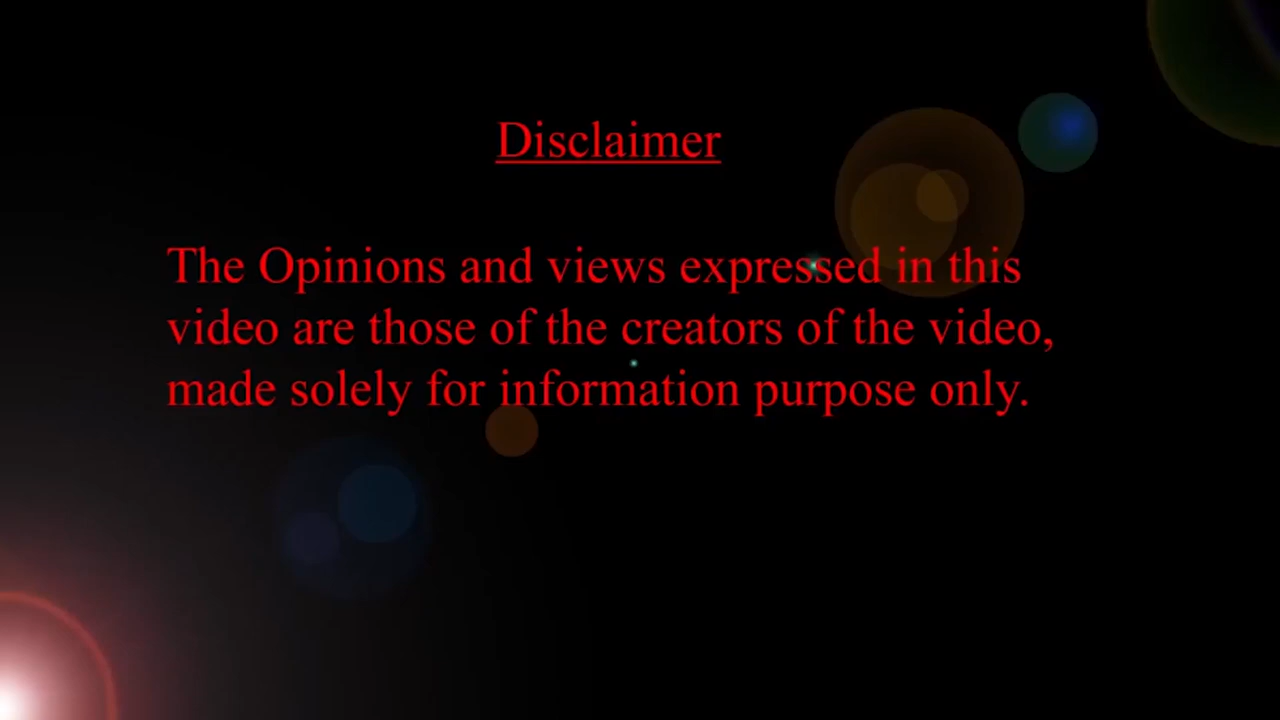 Disclaimer
The Opinions and views expressed in this
video are those of the creators of the video,
made solely for information purpose only.